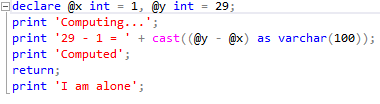 declare @x int = 1, @y int = 29;
print 'Computing...';
print '29 - 1 = ' + cast((@y - @x) as varchar(100));
print 'Computed';
return;
print 'I am alone';